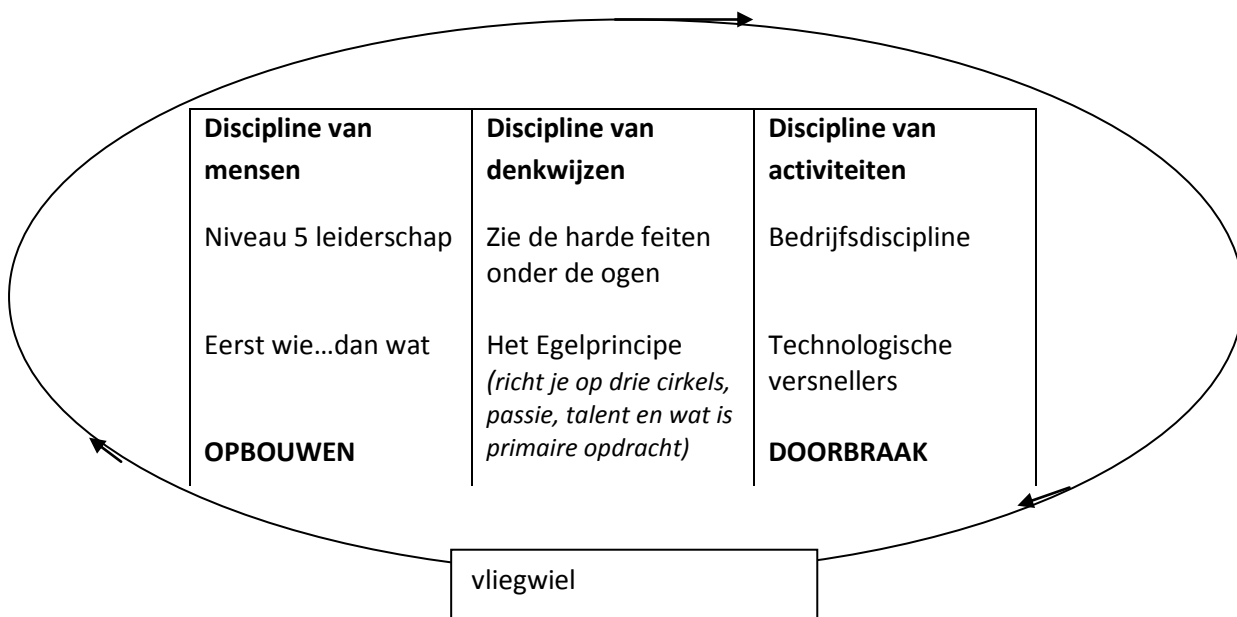 Discipline van
mensen
Niveau 5 leiderschap
Eerst wie...dan wat
OPBOUWEN
Discipline van
denkwijzen
Zie de harde feiten
onder de ogen
Het Egelprincipe
(richt je op drie cirkels,
passie, talent en wat is
primaire opdracht)
Discipline van
activiteiten
Bedrijfsdiscipline
Technologische
versnellers
DOORBRAAK
vliegwiel